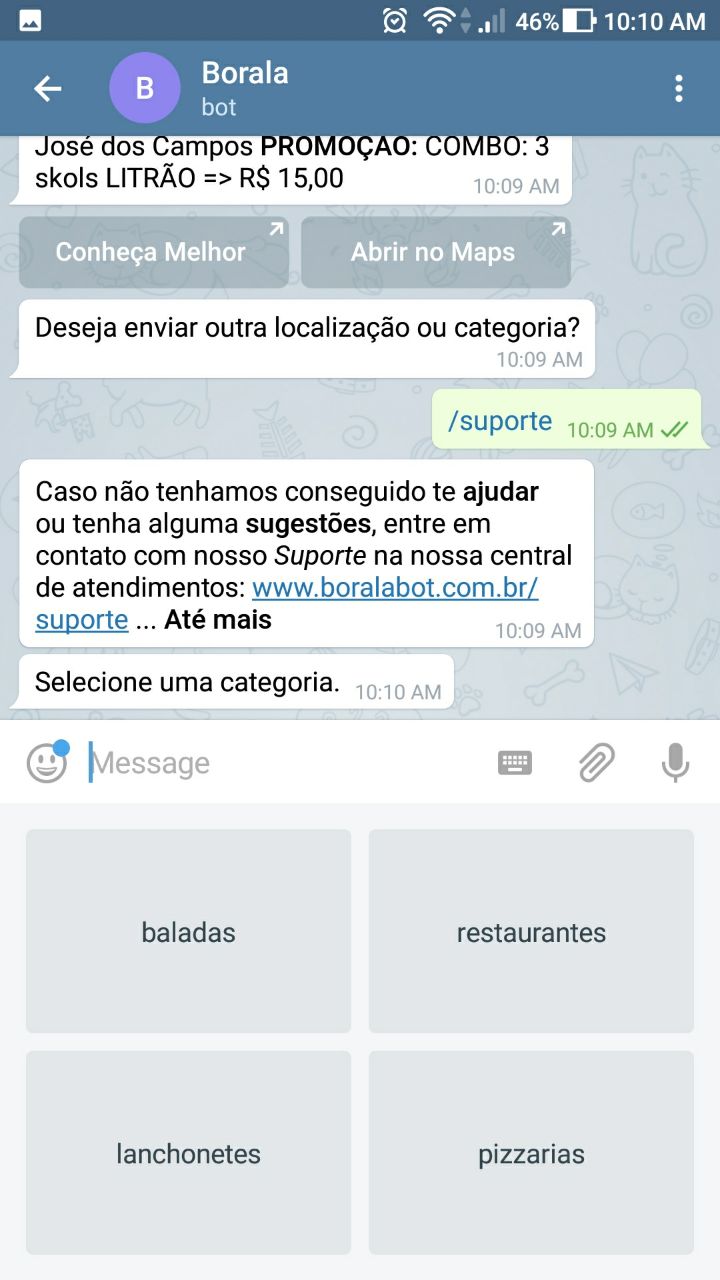 46% 10:10 AM
B
Borala
bot
José dos Campos PROMOÇÃO: COMBO: 3
skols LITRÃO => R$ 15,00
10:09 AM
Conheça Melhor
Abrir no Maps
Deseja enviar outra localização ou categoria?
10:09 AM
/suporte 10:09 AM
Caso não tenhamos conseguido te ajudar
ou tenha alguma sugestões, entre em
contato com nosso Suporte na nossa central
de atendimentos: www.boralabot.com.br/
suporte ... Até mais
10:09 AM
Selecione uma categoria. 10:10 AM
Message
baladas
restaurantes
lanchonetes
pizzarias